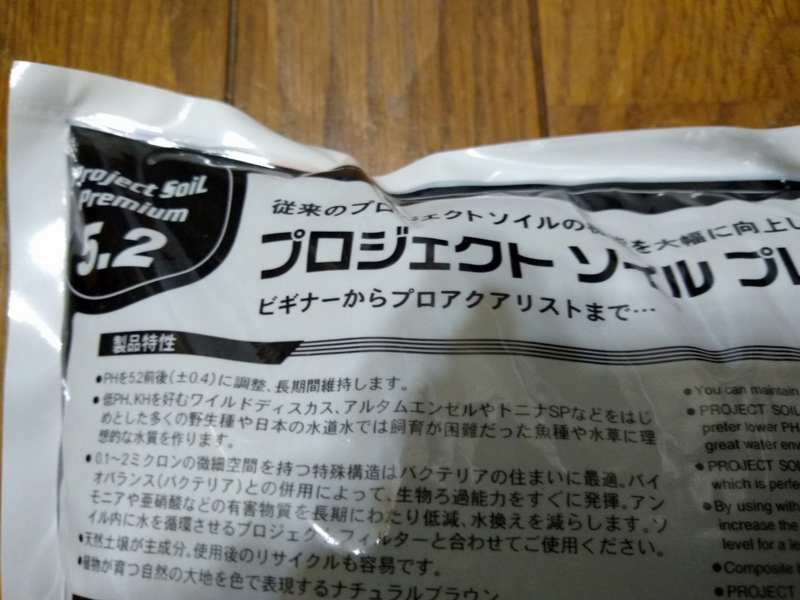 Project Soil
Premium
5.2
従来のプロジェクトソイルの を大幅に向上し
プロジェクト ソイル プレ
ビギナーからプロアクアリストまで…
製品特性
●PHを5.2前後(±0.4)に調整、長期間維持します。
●低PH、KHを好むワイルドディスカス、アルタムエンゼルやトニナSPなどをはじ
めとした多くの野生種や日本の水道水では飼育が困難だった魚種や水草に理
想的な水質を作ります。
●0.1~2ミクロンの微細空間を持つ特殊構造はバクテリアの住まいに最適。バイ
オバランス(バクテリア)との併用によって、生物ろ過能力をすぐに発揮。アン
モニアや亜硝酸などの有害物質を長期にわたり低減、水換えを減らします。ソ
イル内に水を循環させるプロジェクトフィルターと合わせてご使用ください。
●天然土壌が主成分。使用後のリサイクルも容易です。
●植物が育つ自然の大地を色で表現するナチュラルブラウン
●You can maintain
●PROJECT SOIL
prefer lower PH
great water env
●PROJECT SO
which is perfe
●By using with
increase the
level for a le
●Composite
●PROJECT